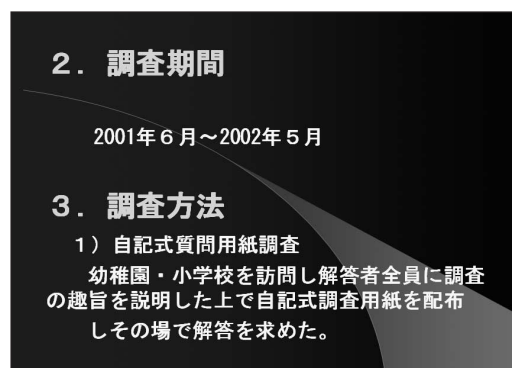 ２．調査期間
2001年６月～2002年５月
３．調査方法
１）自記式質問用紙調査
幼稚園・小学校を訪問し解答者全員に調査
の趣旨を説明した上で自記式調査用紙を配布
しその場で解答を求めた。